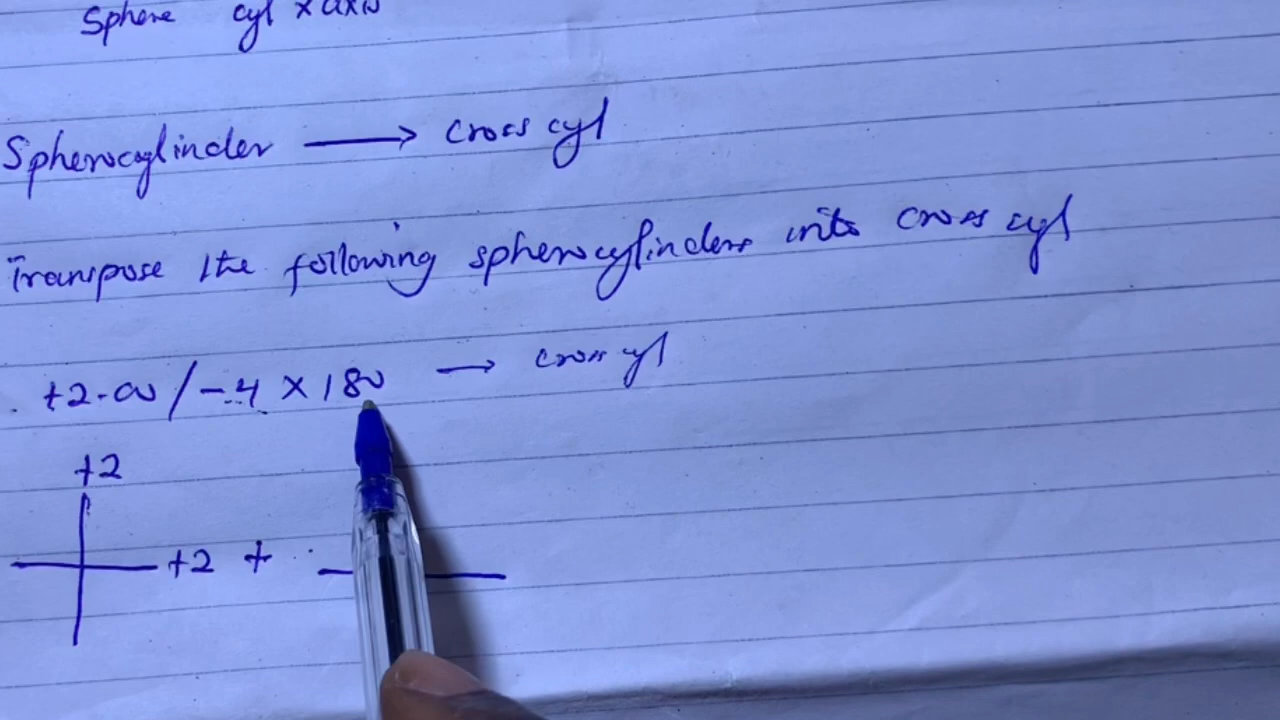 Sphere cyl × axis
Spherocylinder → cross cyl
Transpose the following spherocylinders into cross cyl
+2.00 / -4 × 180 → cross cyl
+2
+2 +